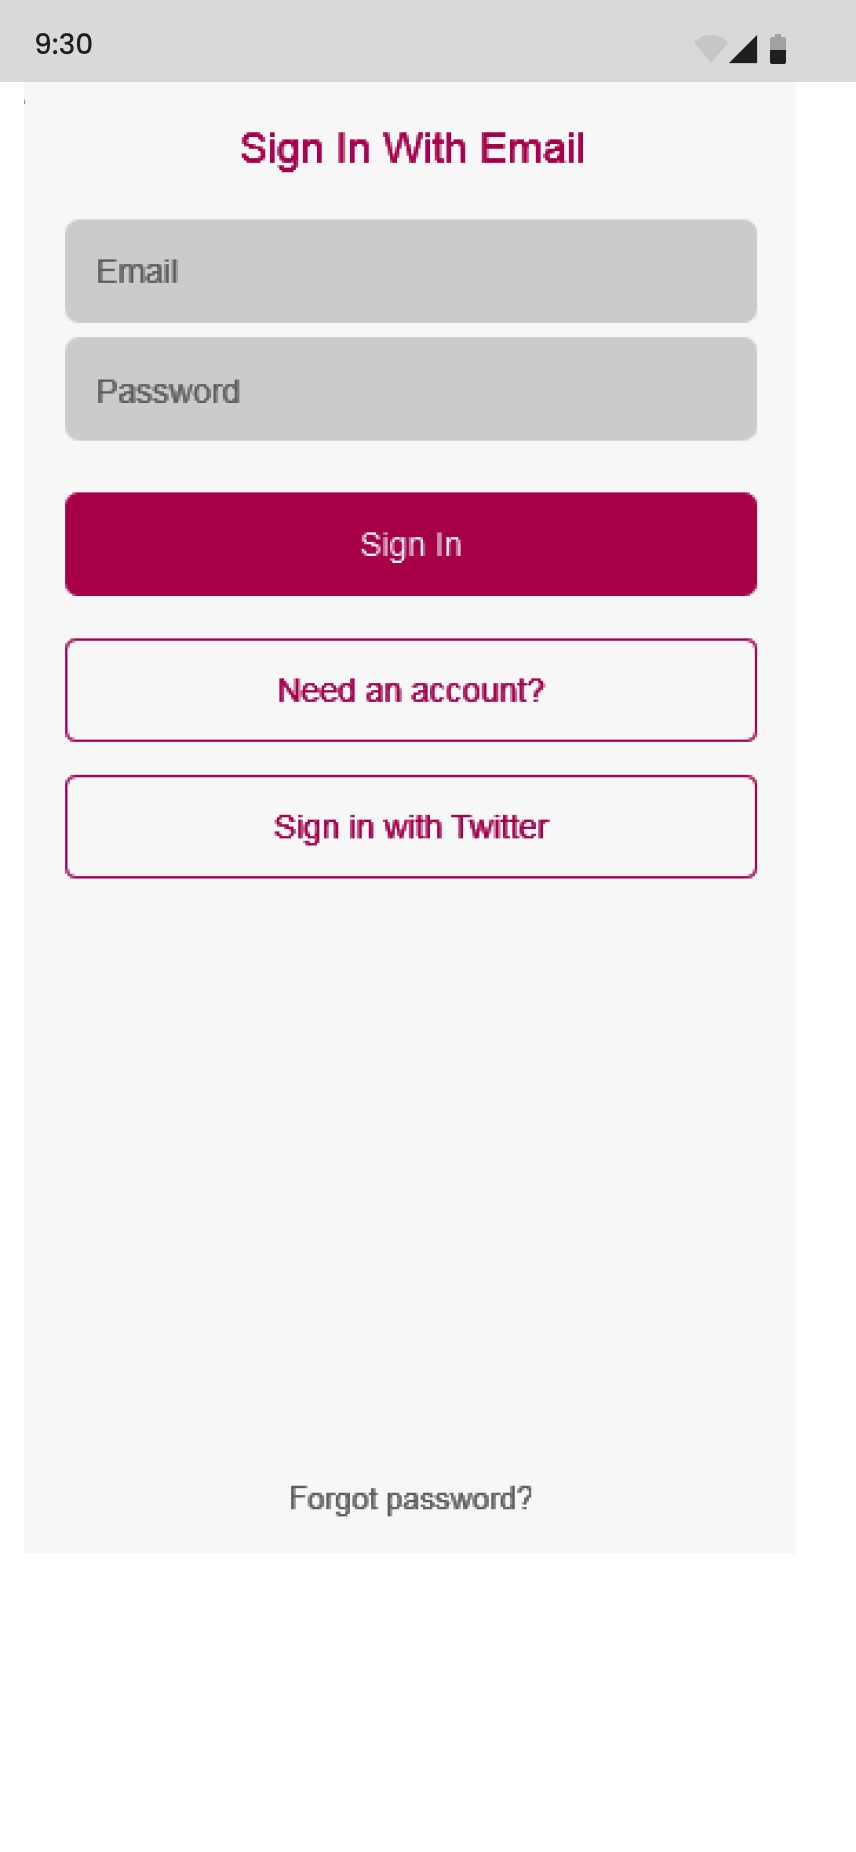 9:30
Sign In With Email
Email
Password
Sign In
Need an account?
Sign in with Twitter
Forgot password?